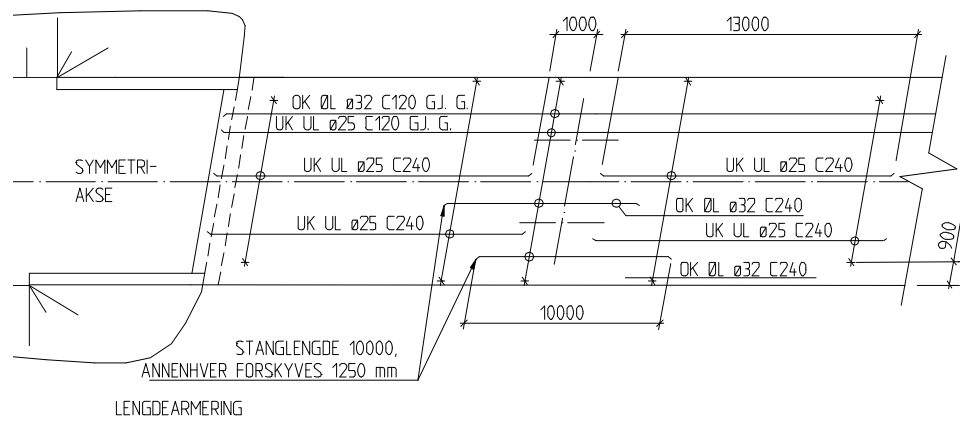 1000
13000
OK ØL ø32 C120 GJ. G.
UK UL ø25 C120 GJ. G.
SYMMETRI-
AKSE
UK UL ø25 C240
UK UL ø25 C240
OK ØL ø32 C240
UK UL ø25 C240
UK UL ø25 C240
900
OK ØL ø32 C240
10000
STANGLENGDE 10000,
ANNENHVER FORSKYVES 1250 mm
LENGDEARMERING